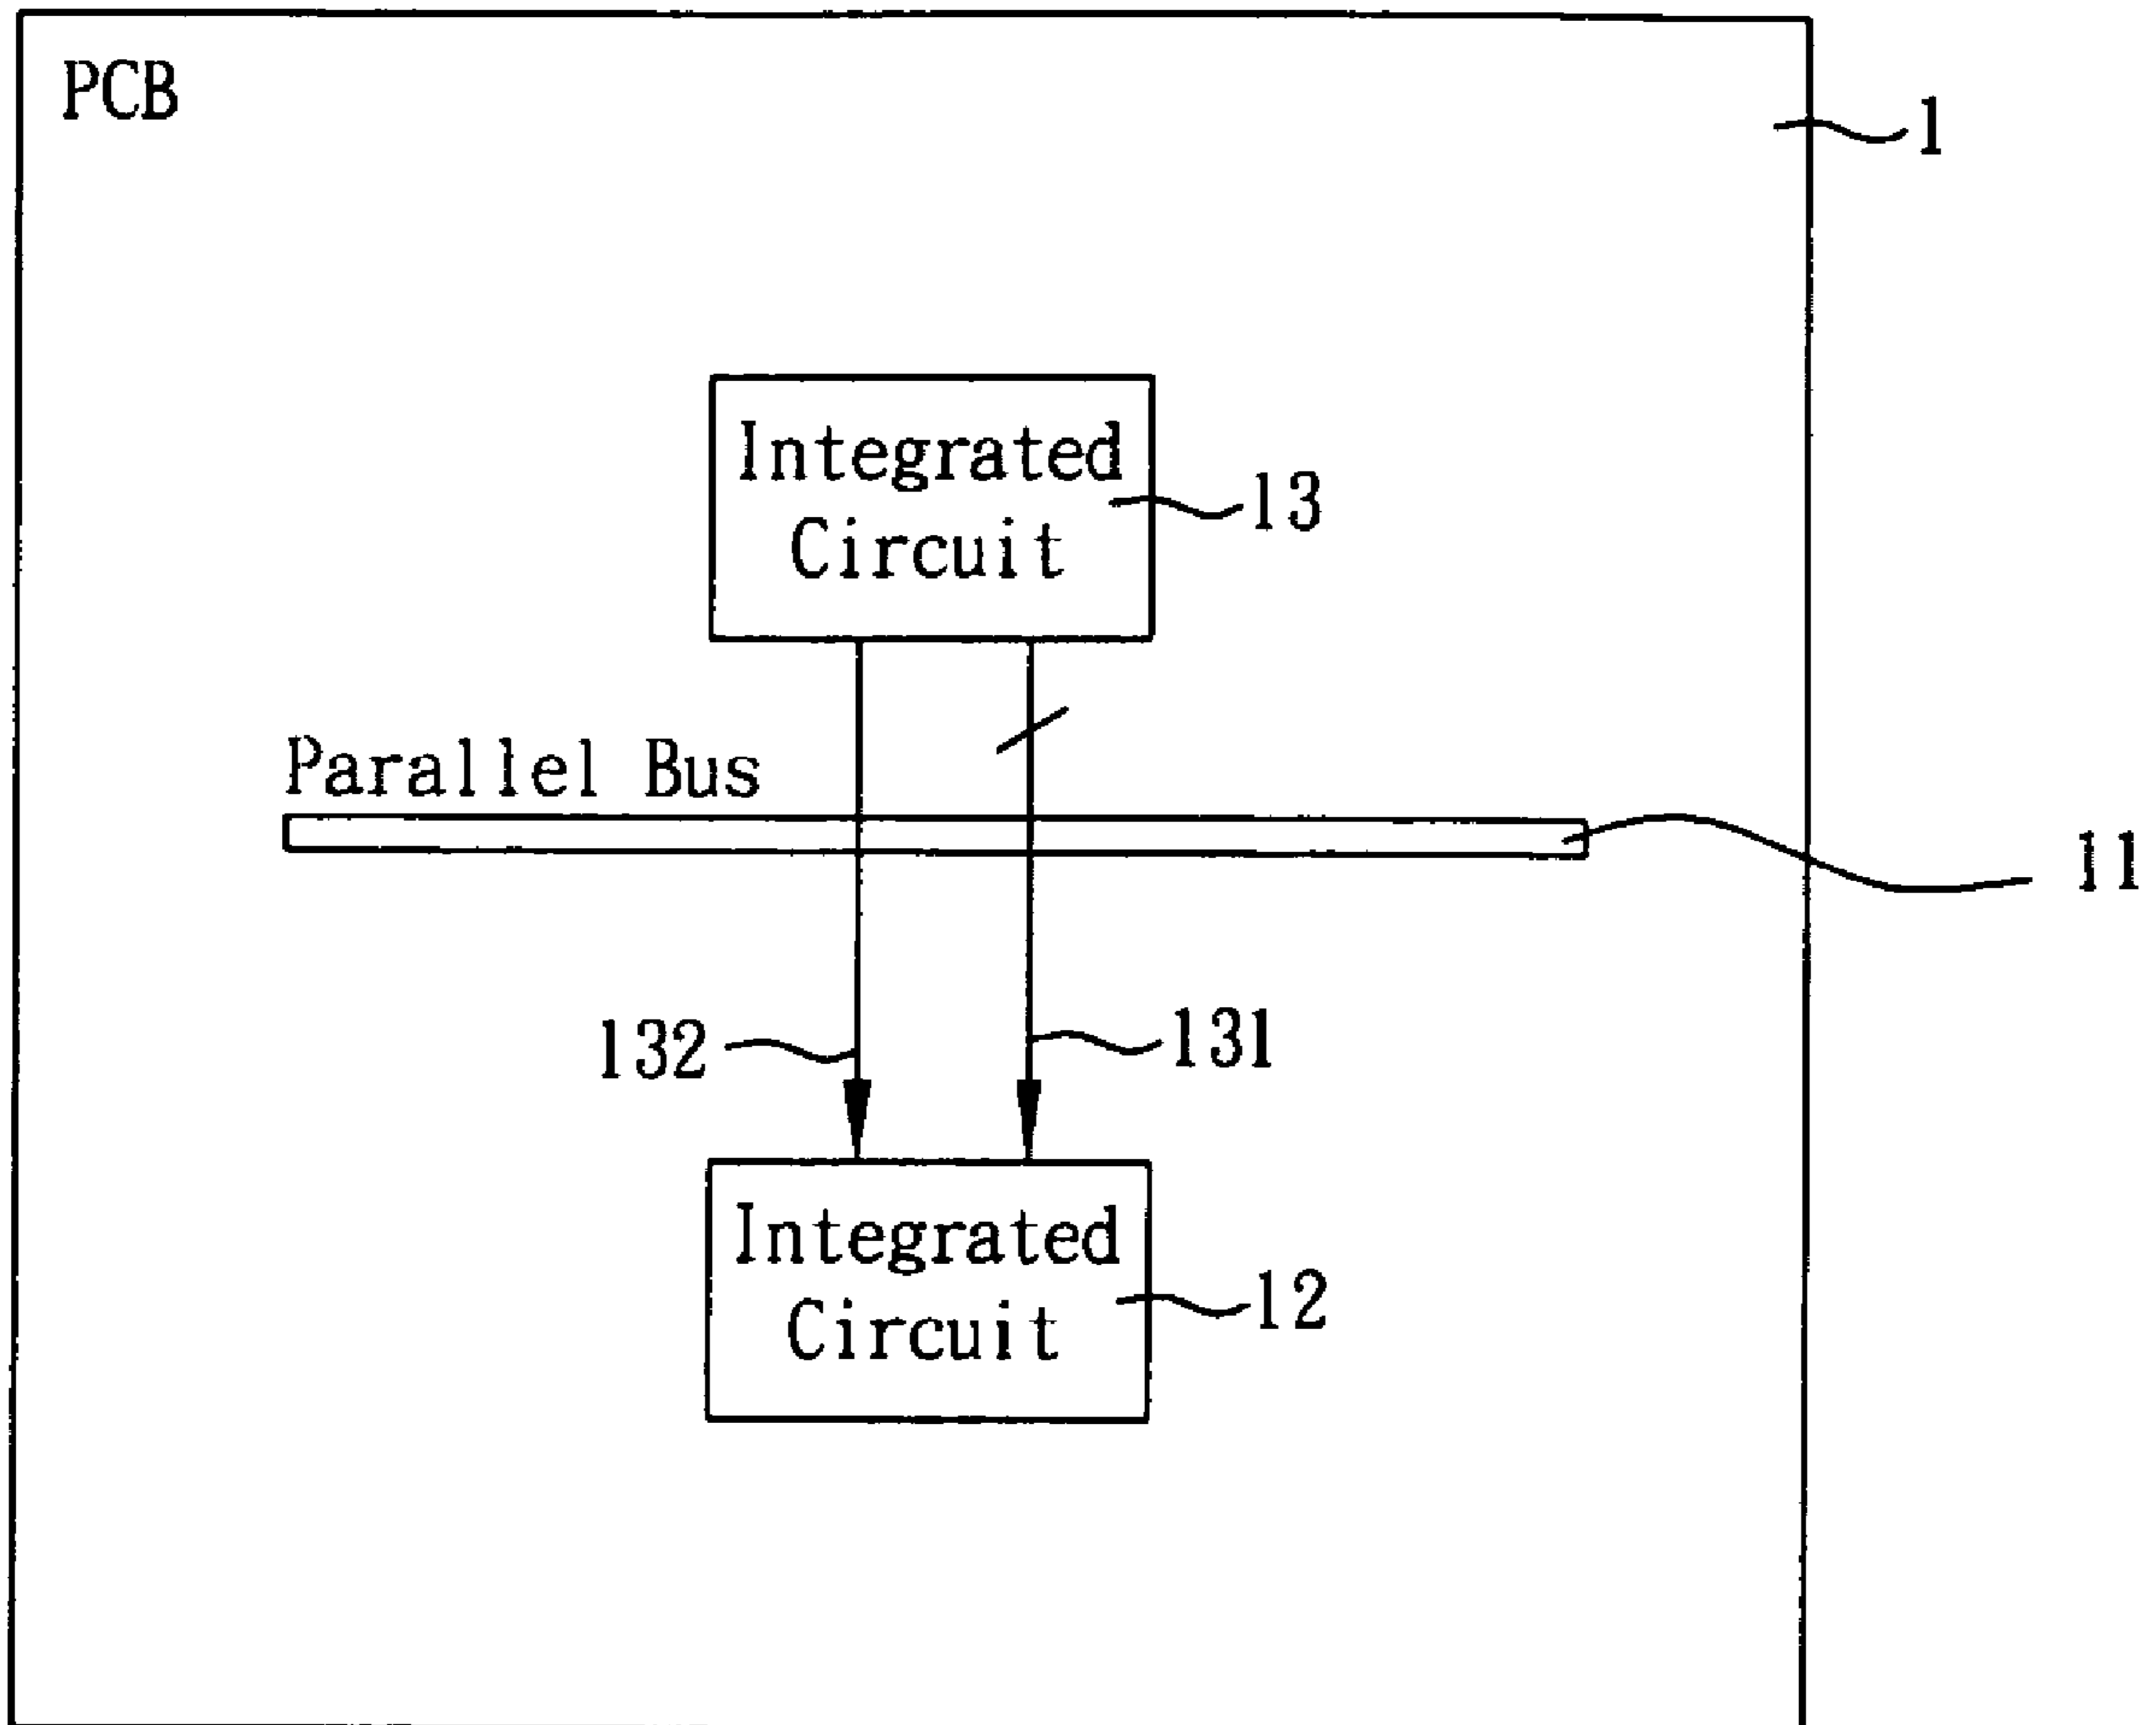 PCB
1
Integrated
Circuit
13
Parallel Bus
11
132
131
Integrated
Circuit
12